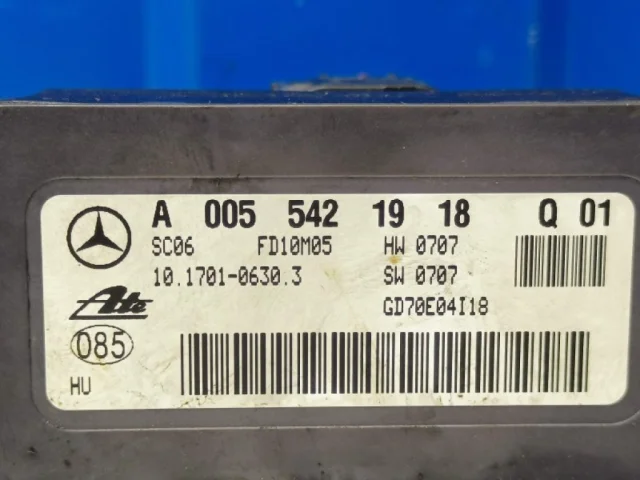 A 005 542 19 18 Q 01
SC06 FD10M05 HW 0707
10.1701-0630.3 SW 0707
Ate GD70E04I18
085
HU